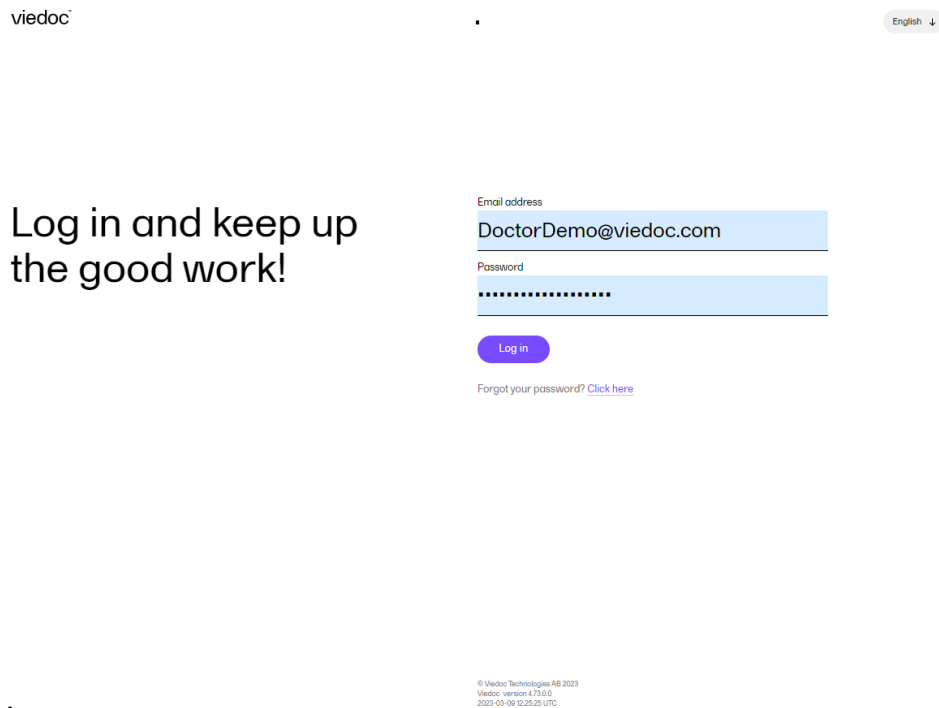 viedoc™
English ↓
Log in and keep up
the good work!
Email address
DoctorDemo@viedoc.com
Password
•••••••••••••••••••
Log in
Forgot your password? Click here
© Viedoc Technologies AB 2023
Viedoc™ version 4.73.0.0
2023-03-09 12:25:25 UTC